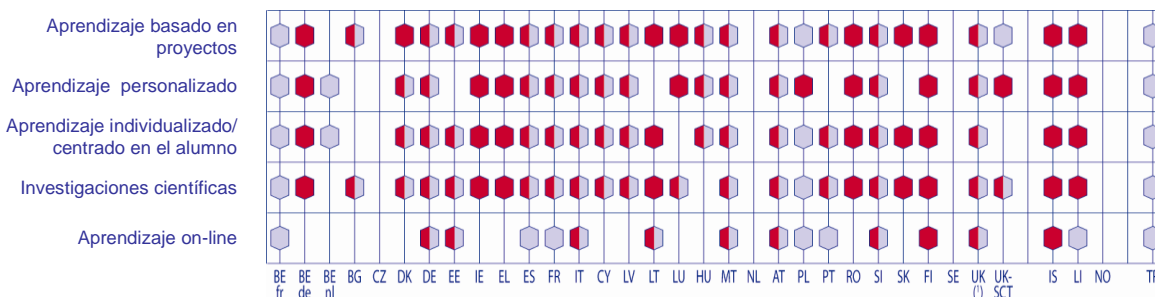 Aprendizaje basado en
proyectos
Aprendizaje personalizado
Aprendizaje individualizado/
centrado en el alumno
Investigaciones científicas
Aprendizaje on-line
BE BE BE BG CZ DK DE EE IE EL ES FR IT CY LV LT LU HU MT NL AT PL PT RO SI SK FI SE UK UK- IS LI NO
fr de nl (¹) SCT